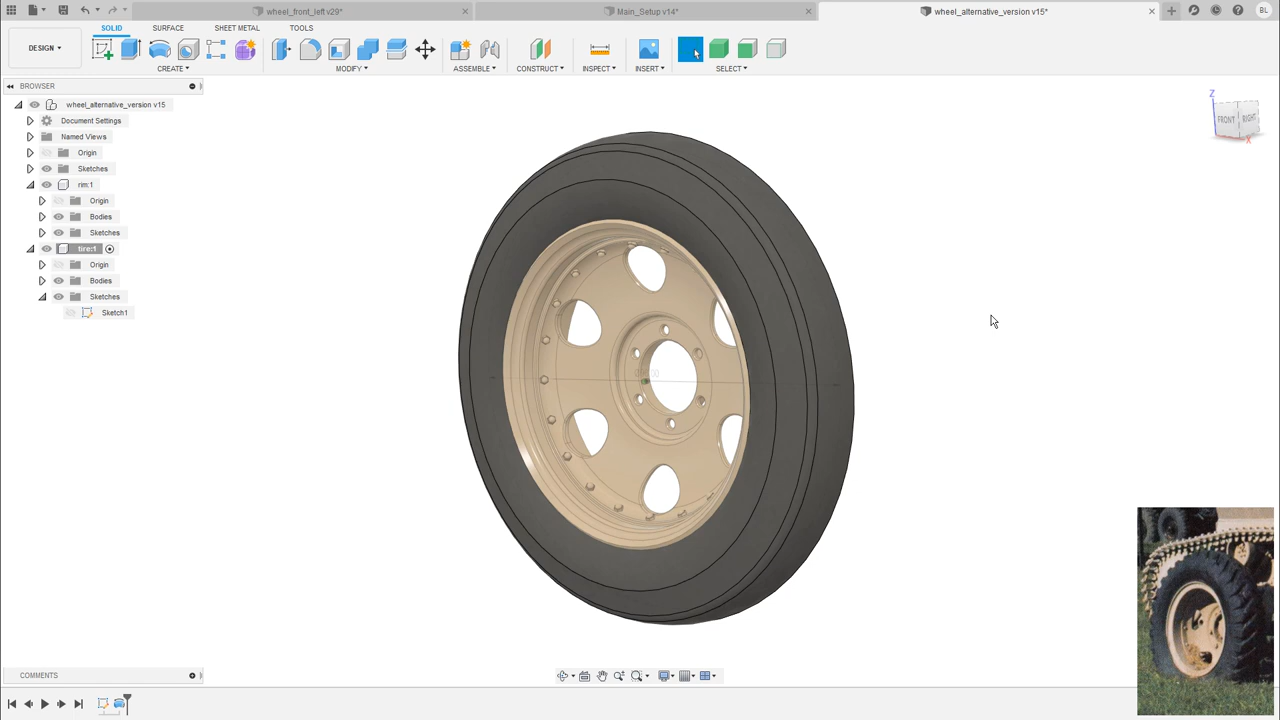 wheel_front_left v29*
Main_Setup v14*
wheel_alternative_version v15*
BL
DESIGN
SOLID
SURFACE
SHEET METAL
TOOLS
CREATE
MODIFY
ASSEMBLE
CONSTRUCT
INSPECT
INSERT
SELECT
BROWSER
wheel_alternative_version v15
Document Settings
Named Views
Origin
Sketches
rim:1
Origin
Bodies
Sketches
tire:1
Origin
Bodies
Sketches
Sketch1
Z
FRONT
RIGHT
X
COMMENTS